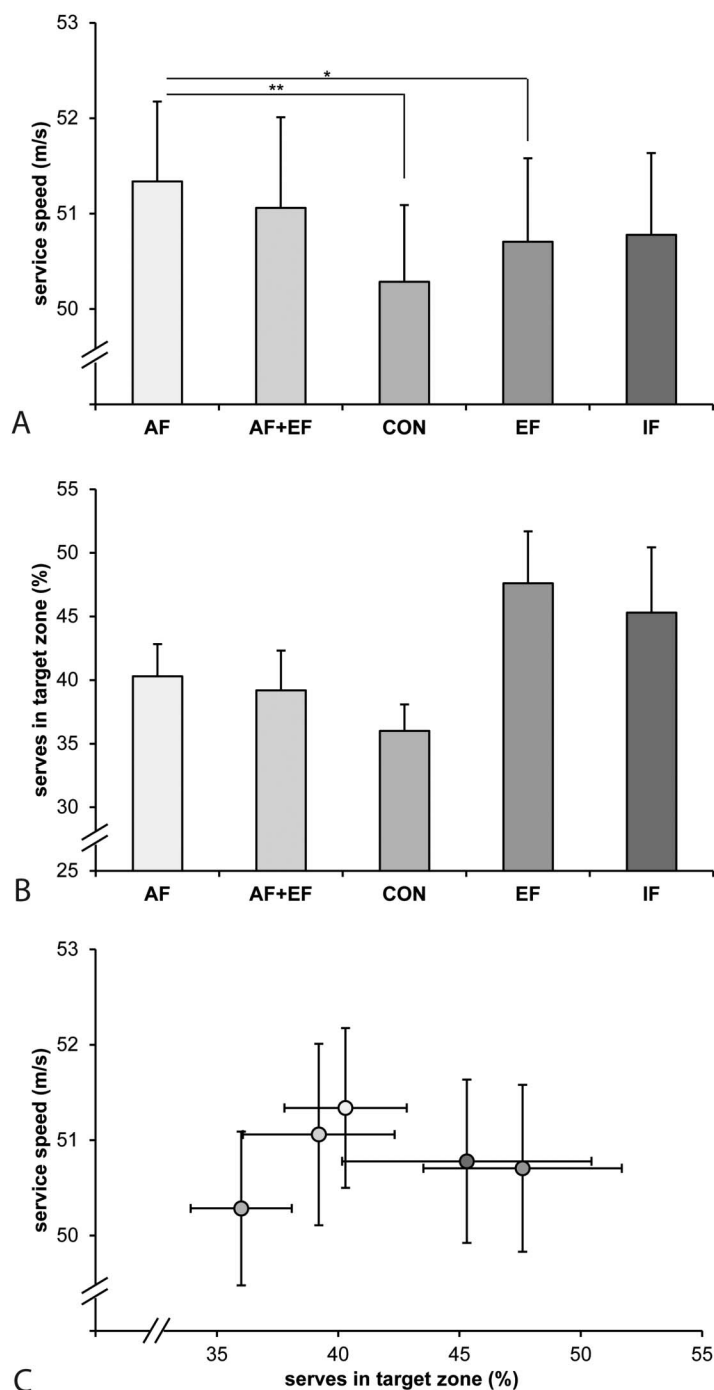 53
*
**
52
51
50
service speed (m/s)
A
AF AF+EF CON EF IF
55
50
45
40
35
30
25
serves in target zone (%)
B
AF AF+EF CON EF IF
53
52
51
50
service speed (m/s)
35 40 45 50 55
C
serves in target zone (%)